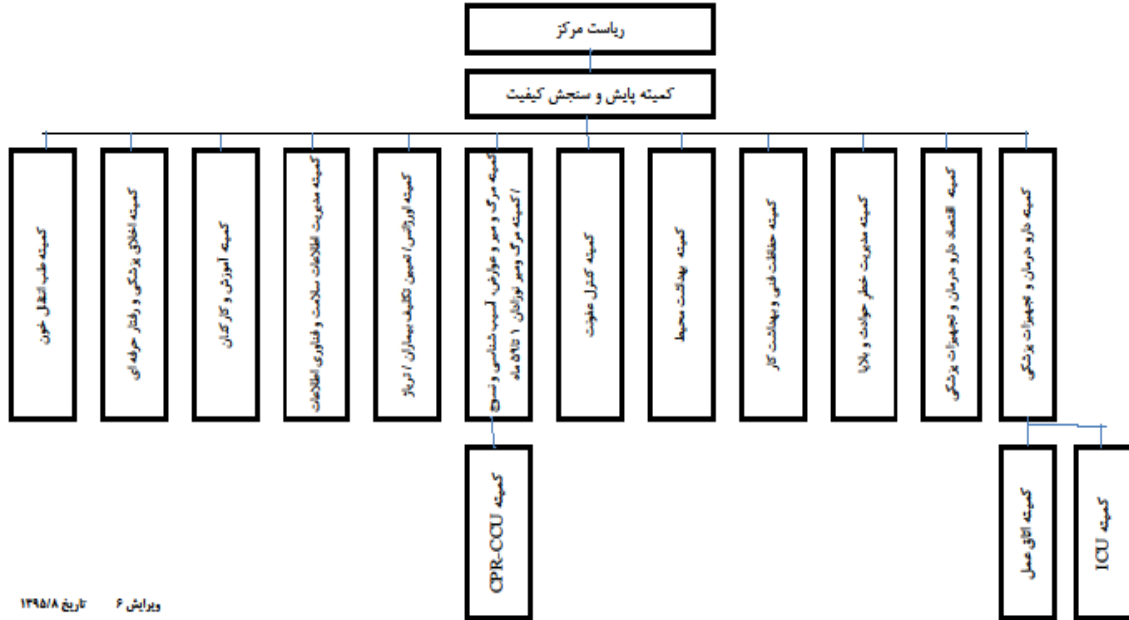 ریاست مرکز
کمیته پایش و سنجش کیفیت
کمیته دارو درمان و تجهیزات پزشکی
کمیته اقتصاد دارو درمان و تجهیزات پزشکی
کمیته مدیریت خطر حوادث و بلایا
کمیته حفاظت فنی و بهداشت کار
کمیته بهداشت محیط
کمیته کنترل عفونت
کمیته مرگ و میر و عوارض، آسیب شناسی و نسوج
/ کمیته مرگ ومیر نوزادان ۱ تا۵۹ ماه
کمیته اورژانس/ تعیین تکلیف بیماران / تریاژ
کمیته مدیریت اطلاعات سلامت و فناوری اطلاعات
کمیته آموزش و کارکنان
کمیته اخلاق پزشکی و رفتار حرفه ای
کمیته طب انتقال خون
کمیته ICU
کمیته اتاق عمل
کمیته CPR-CCU
ویرایش ۶ تاریخ ۱۳۹۵/۸